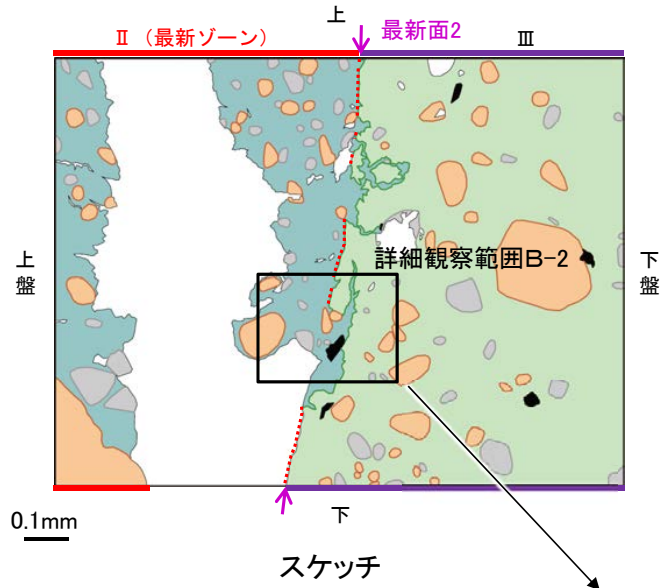 上
Ⅱ（最新ゾーン）
最新面2
Ⅲ
詳細観察範囲B-2
上盤
下盤
0.1mm
下
スケッチ